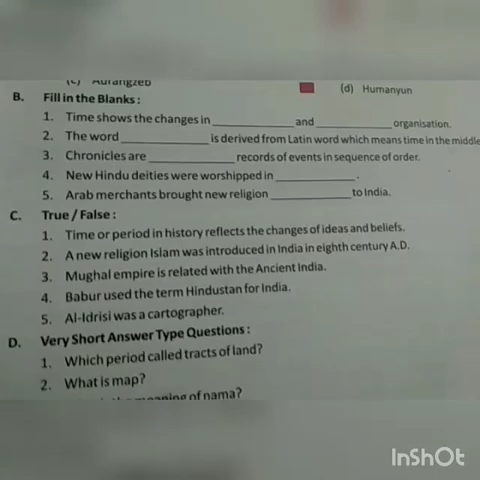 (c) Aurangzeb
(d) Humanyun
B. Fill in the Blanks :
1. Time shows the changes in ____________ and ____________ organisation.
2. The word ____________ is derived from Latin word which means time in the middle
3. Chronicles are ____________ records of events in sequence of order.
4. New Hindu deities were worshipped in ____________ .
5. Arab merchants brought new religion ____________ to India.
C. True / False :
1. Time or period in history reflects the changes of ideas and beliefs.
2. A new religion Islam was introduced in India in eighth century A.D.
3. Mughal empire is related with the Ancient India.
4. Babur used the term Hindustan for India.
5. Al-Idrisi was a cartographer.
D. Very Short Answer Type Questions :
1. Which period called tracts of land?
2. What is map?
the meaning of nama?
InShOt